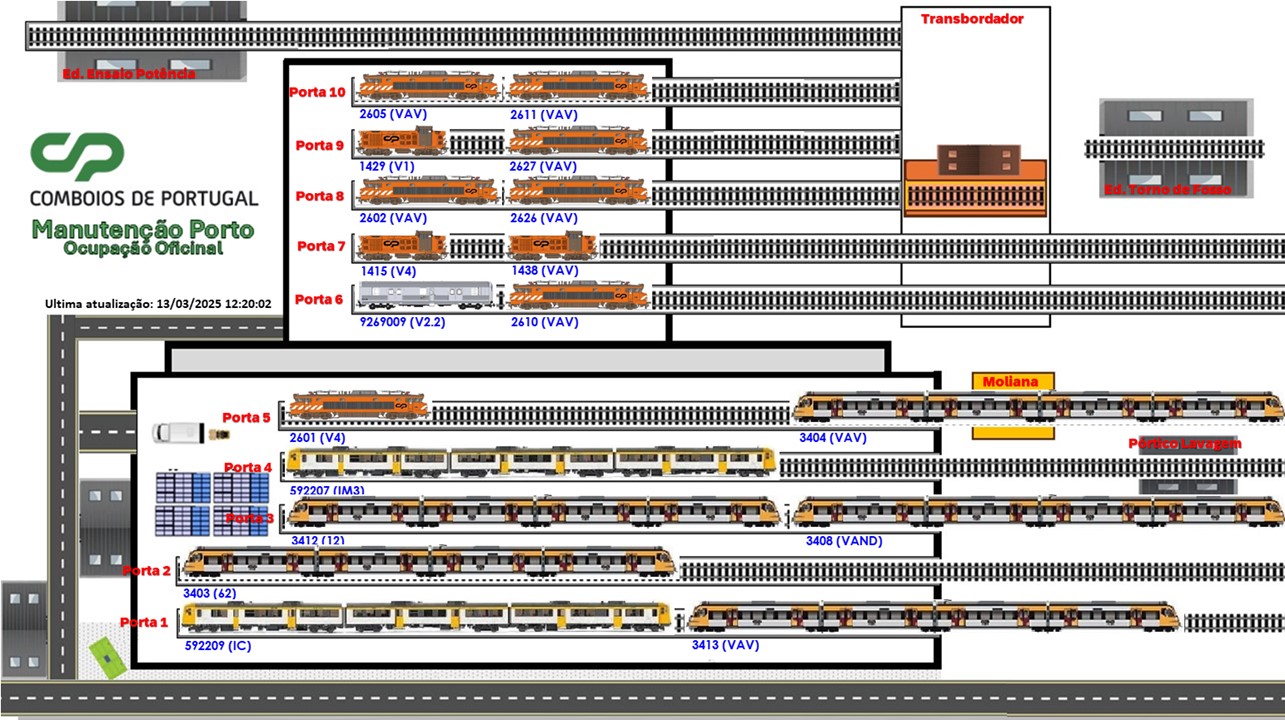 Transbordador
Ed. Ensaio Potência
Porta 10
2605 (VAV)
2611 (VAV)
Porta 9
1429 (V1)
2627 (VAV)
COMBOIOS DE PORTUGAL
Manutenção Porto
Ocupação Oficinal
Porta 8
2602 (VAV)
2626 (VAV)
Ed. Torno de Fosso
Porta 7
1415 (V4)
1438 (VAV)
Porta 6
9269009 (V2.2)
2610 (VAV)
Ultima atualização: 13/03/2025 12:20:02
Moliana
Porta 5
2601 (V4)
3404 (VAV)
Pórtico Lavagem
Porta 4
592207 (IM3)
Porta 3
3412 (12)
3408 (VAND)
Porta 2
3403 (62)
Porta 1
592209 (IC)
3413 (VAV)